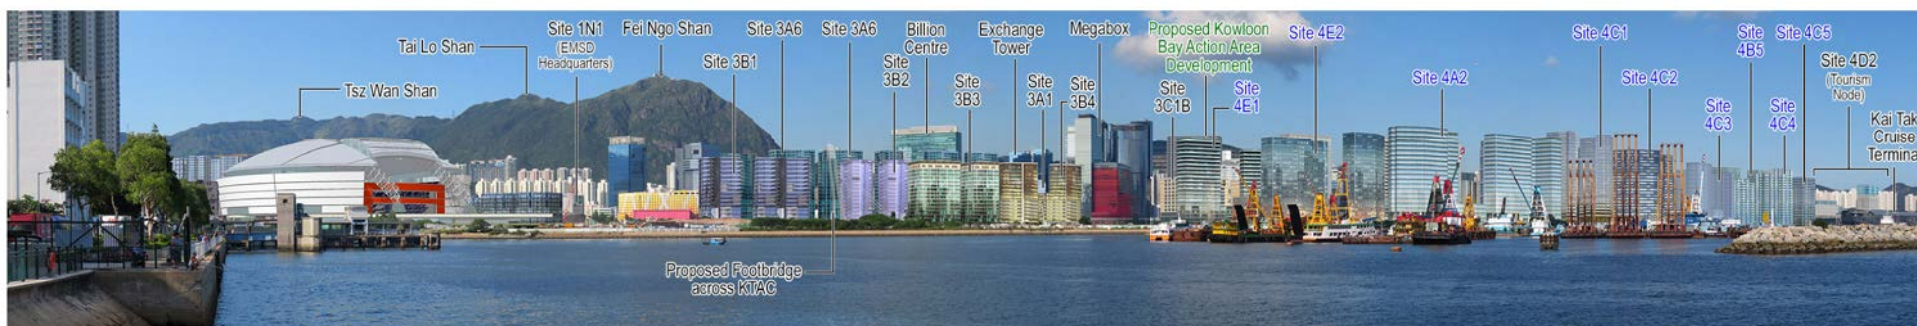 Tsz Wan Shan
Tai Lo Shan
Site 1N1
(EMSD
Headquarters)
Fei Ngo Shan
Site 3B1
Site 3A6
Site 3A6
Site
3B2
Billion
Centre
Site
3B3
Exchange
Tower
Site
3A1
Site
3B4
Megabox
Proposed Kowloon
Bay Action Area
Development
Site
3C1B
Site
4E1
Site 4E2
Site 4A2
Site 4C1
Site 4C2
Site
4C3
Site
4B5
Site
4C4
Site 4C5
Site 4D2
(Tourism
Node)
Kai Tak
Cruise
Termina
Proposed Footbridge
across KTAC